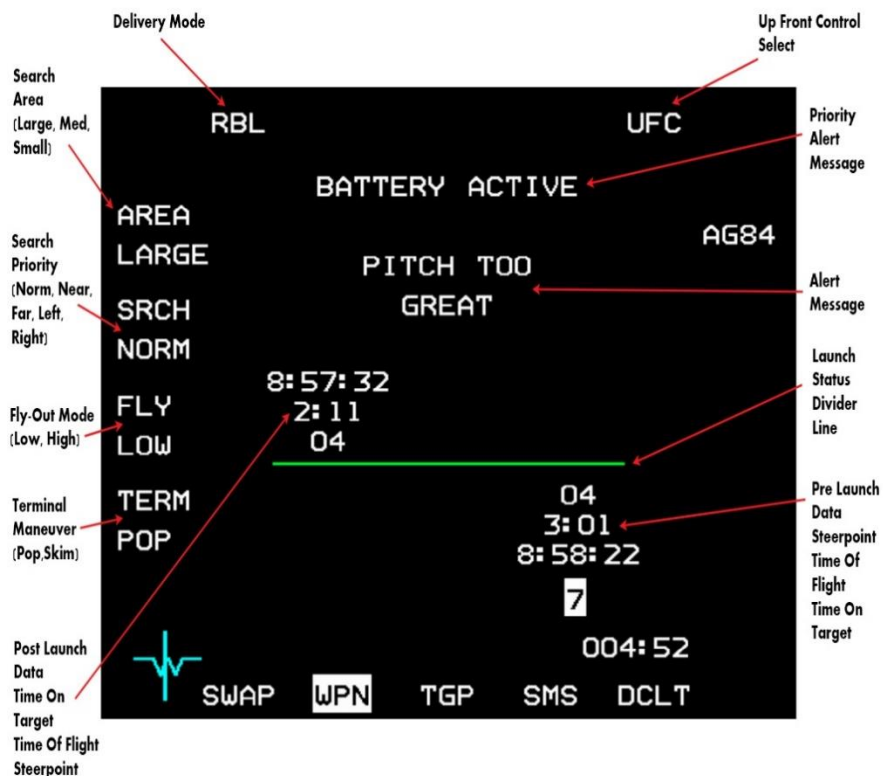 Delivery Mode
Up Front Control
Select
Search
Area
(Large, Med,
Small)
RBL
UFC
Priority
Alert
Message
BATTERY ACTIVE
AREA
LARGE
AG84
Search
Priority
(Norm, Near,
Far, Left,
Right)
PITCH TOO
GREAT
Alert
Message
SRCH
NORM
Launch
Status
Divider
Line
8:57:32
2:11
04
Fly-Out Mode
(Low, High)
FLY
LOW
04
3:01
8:58:22
Pre Launch
Data
Steerpoint
Time Of
Flight
Time On
Target
Terminal
Maneuver
(Pop,Skim)
TERM
POP
7
004:52
Post Launch
Data
Time On
Target
Time Of Flight
Steerpoint
SWAP WPN TGP SMS DCLT